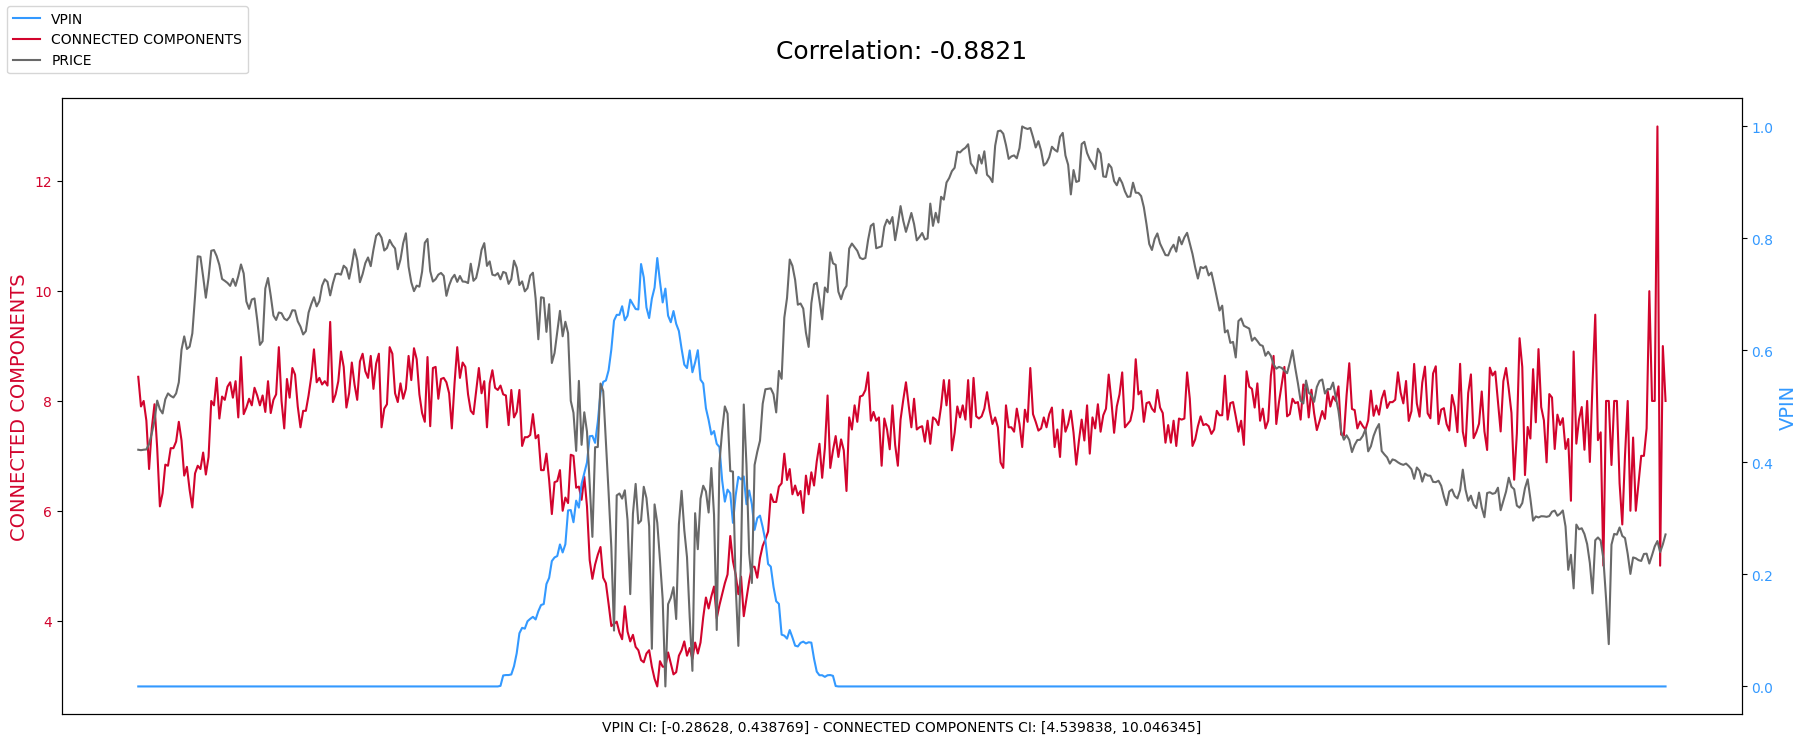 VPIN
CONNECTED COMPONENTS
PRICE
Correlation: -0.8821
CONNECTED COMPONENTS
12
10
8
6
4
1.0
0.8
0.6
0.4
0.2
0.0
VPIN
VPIN CI: [-0.28628, 0.438769] - CONNECTED COMPONENTS CI: [4.539838, 10.046345]